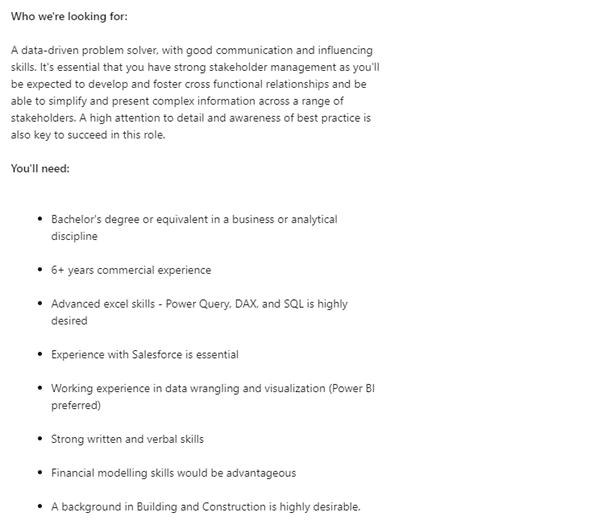 Who we're looking for:
A data-driven problem solver, with good communication and influencing
skills. It's essential that you have strong stakeholder management as you'll
be expected to develop and foster cross functional relationships and be
able to simplify and present complex information across a range of
stakeholders. A high attention to detail and awareness of best practice is
also key to succeed in this role.
You'll need:
• Bachelor's degree or equivalent in a business or analytical
discipline
• 6+ years commercial experience
• Advanced excel skills - Power Query, DAX, and SQL is highly
desired
• Experience with Salesforce is essential
• Working experience in data wrangling and visualization (Power BI
preferred)
• Strong written and verbal skills
• Financial modelling skills would be advantageous
• A background in Building and Construction is highly desirable.